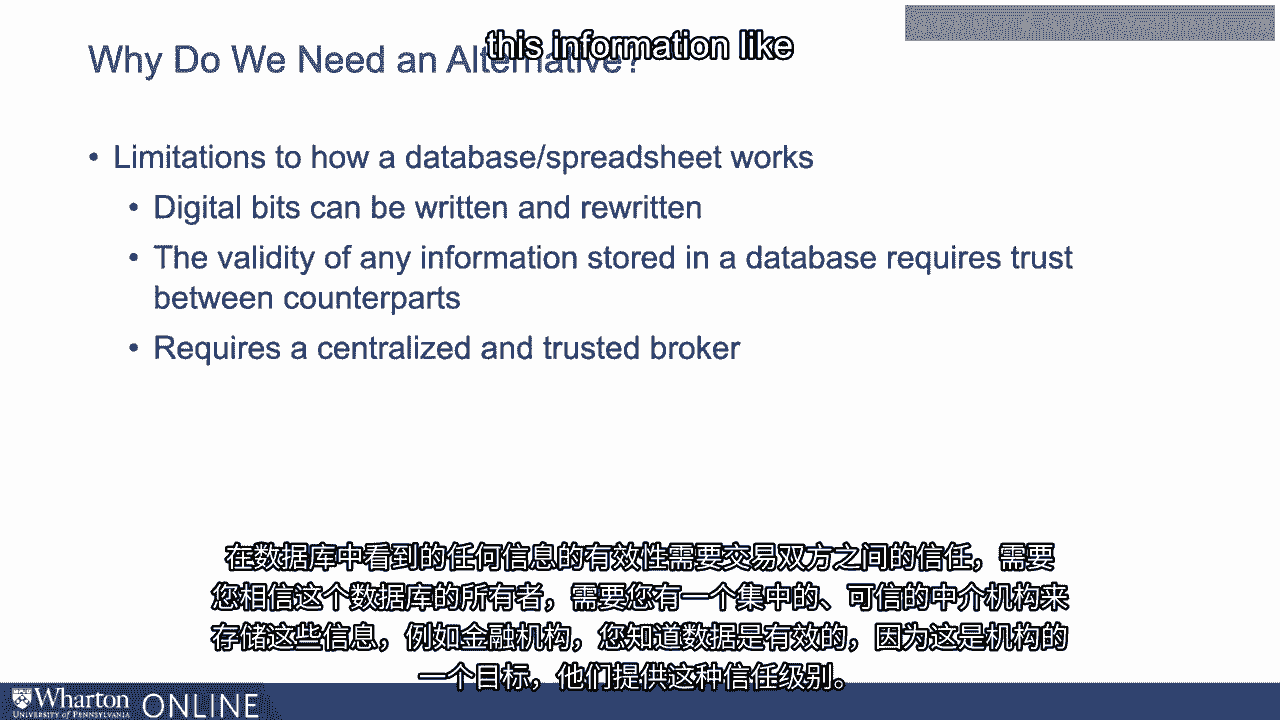 this information like
Why Do We Need an Alternative?
• Limitations to how a database/spreadsheet works
• Digital bits can be written and rewritten
• The validity of any information stored in a database requires trust
between counterparts
• Requires a centralized and trusted broker
在数据库中看到的任何信息的有效性需要交易双方之间的信任，需要
您相信这个数据库的所有者，需要您有一个集中的、可信的中介机构来
存储这些信息，例如金融机构，您知道数据是有效的，因为这是机构的
一个目标，他们提供这种信任级别。
Wharton ONLINE
UNIVERSITY of PENNSYLVANIA